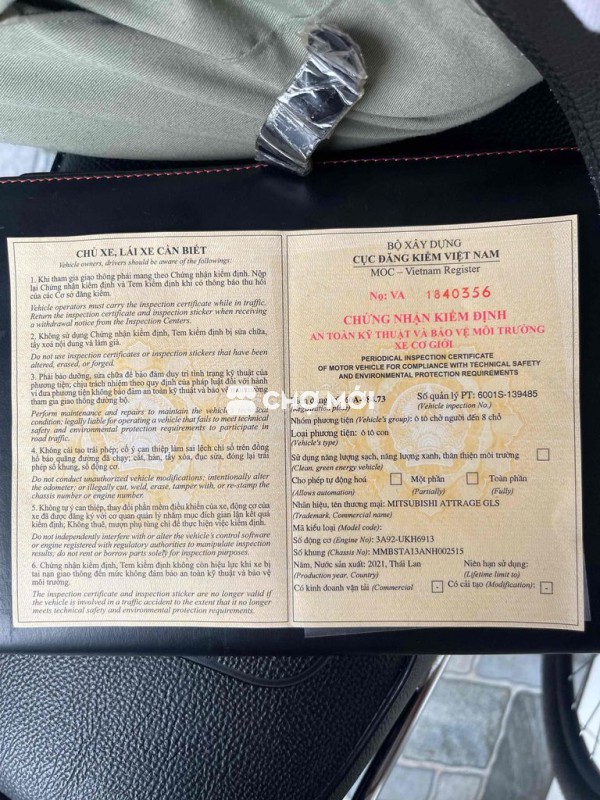 CHỦ XE, LÁI XE CẦN BIẾT
Vehicle owners, drivers should be aware of the followings:
1. Khi tham gia giao thông phải mang theo Chứng nhận kiểm định. Nộp
lại Chứng nhận kiểm định và Tem kiểm định khi có thông báo thu hồi
của các Cơ sở đăng kiểm.
Vehicle operators must carry the inspection certificate while in traffic.
Return the inspection certificate and inspection sticker when receiving
a withdrawal notice from the Inspection Centers.
2. Không sử dụng Chứng nhận kiểm định, Tem kiểm định bị sửa chữa,
tẩy xoá nội dung và làm giả.
Do not use inspection certificates or inspection stickers that have been
altered, erased, or forged.
3. Phải bảo dưỡng, sửa chữa để bảo đảm duy trì tình trạng kỹ thuật của
phương tiện; chịu trách nhiệm theo quy định của pháp luật đối với hành
vi đưa phương tiện không bảo đảm an toàn kỹ thuật và bảo vệ môi trường
tham gia giao thông đường bộ.
Perform maintenance and repairs to maintain the vehicle's
condition; legally liable for operating a vehicle that fails to meet technical
safety and environmental protection requirements to participate in
road traffic.
4. Không cải tạo trái phép; cố ý can thiệp làm sai lệch chỉ số trên đồng
hồ báo quãng đường đã chạy; cắt, hàn, tẩy xóa, đục sửa, đóng lại trái
phép số khung, số động cơ.
Do not conduct unauthorized vehicle modifications; intentionally alter
the odometer; or illegally cut, weld, erase, tamper with, or re-stamp the
chassis number or engine number.
5. Không tự ý can thiệp, thay đổi phần mềm điều khiển của xe, động cơ của
xe đã được đăng ký với cơ quan quản lý nhằm mục đích gian lận kết quả
kiểm định; Không thuê, mượn phụ tùng chỉ để thực hiện việc kiểm định.
Do not independently interfere with or alter the vehicle's control software
or engine registered with regulatory authorities to manipulate inspection
results; do not rent or borrow parts solely for inspection purposes.
6. Chứng nhận kiểm định, Tem kiểm định không còn hiệu lực khi xe bị
tai nạn giao thông đến mức không đảm bảo an toàn kỹ thuật và bảo vệ
môi trường.
The inspection certificate and inspection sticker are no longer valid if
the vehicle is involved in a traffic accident to the extent that it no longer
meets technical safety and environmental protection requirements.
BỘ XÂY DỰNG
CỤC ĐĂNG KIỂM VIỆT NAM
MOC – Vietnam Register
No: VA 1840356
CHỨNG NHẬN KIỂM ĐỊNH
AN TOÀN KỸ THUẬT VÀ BẢO VỆ MÔI TRƯỜNG
XE CƠ GIỚI
PERIODICAL INSPECTION CERTIFICATE
OF MOTOR VEHICLE FOR COMPLIANCE WITH TECHNICAL SAFETY
AND ENVIRONMENTAL PROTECTION REQUIREMENTS
CHỢ MỚI
Số quản lý PT: 6001S-139485
(Vehicle inpection No.)
Nhóm phương tiện (Vehicle's group): ô tô chở người đến 8 chỗ
Loại phương tiện: ô tô con
(Vehicle's type)
Sử dụng năng lượng sạch, năng lượng xanh, thân thiện môi trường
(Clean, green energy vehicle)
Cho phép tự động hoá Một phần Toàn phần
(Allows automation) (Partially) (Fully)
Nhãn hiệu, tên thương mại: MITSUBISHI ATTRAGE GLS
(Trademark, Commercial name)
Mã kiểu loại (Model code):
Số động cơ (Engine No): 3A92-UKH6913
Số khung (Chassis No): MMBSTA13ANH002515
Năm, Nước sản xuất: 2021, Thái Lan Niên hạn sử dụng:
(Production year, Country) (Lifetime limit to)
Có kinh doanh vận tải (Commercial - Có cải tạo (Modification): -